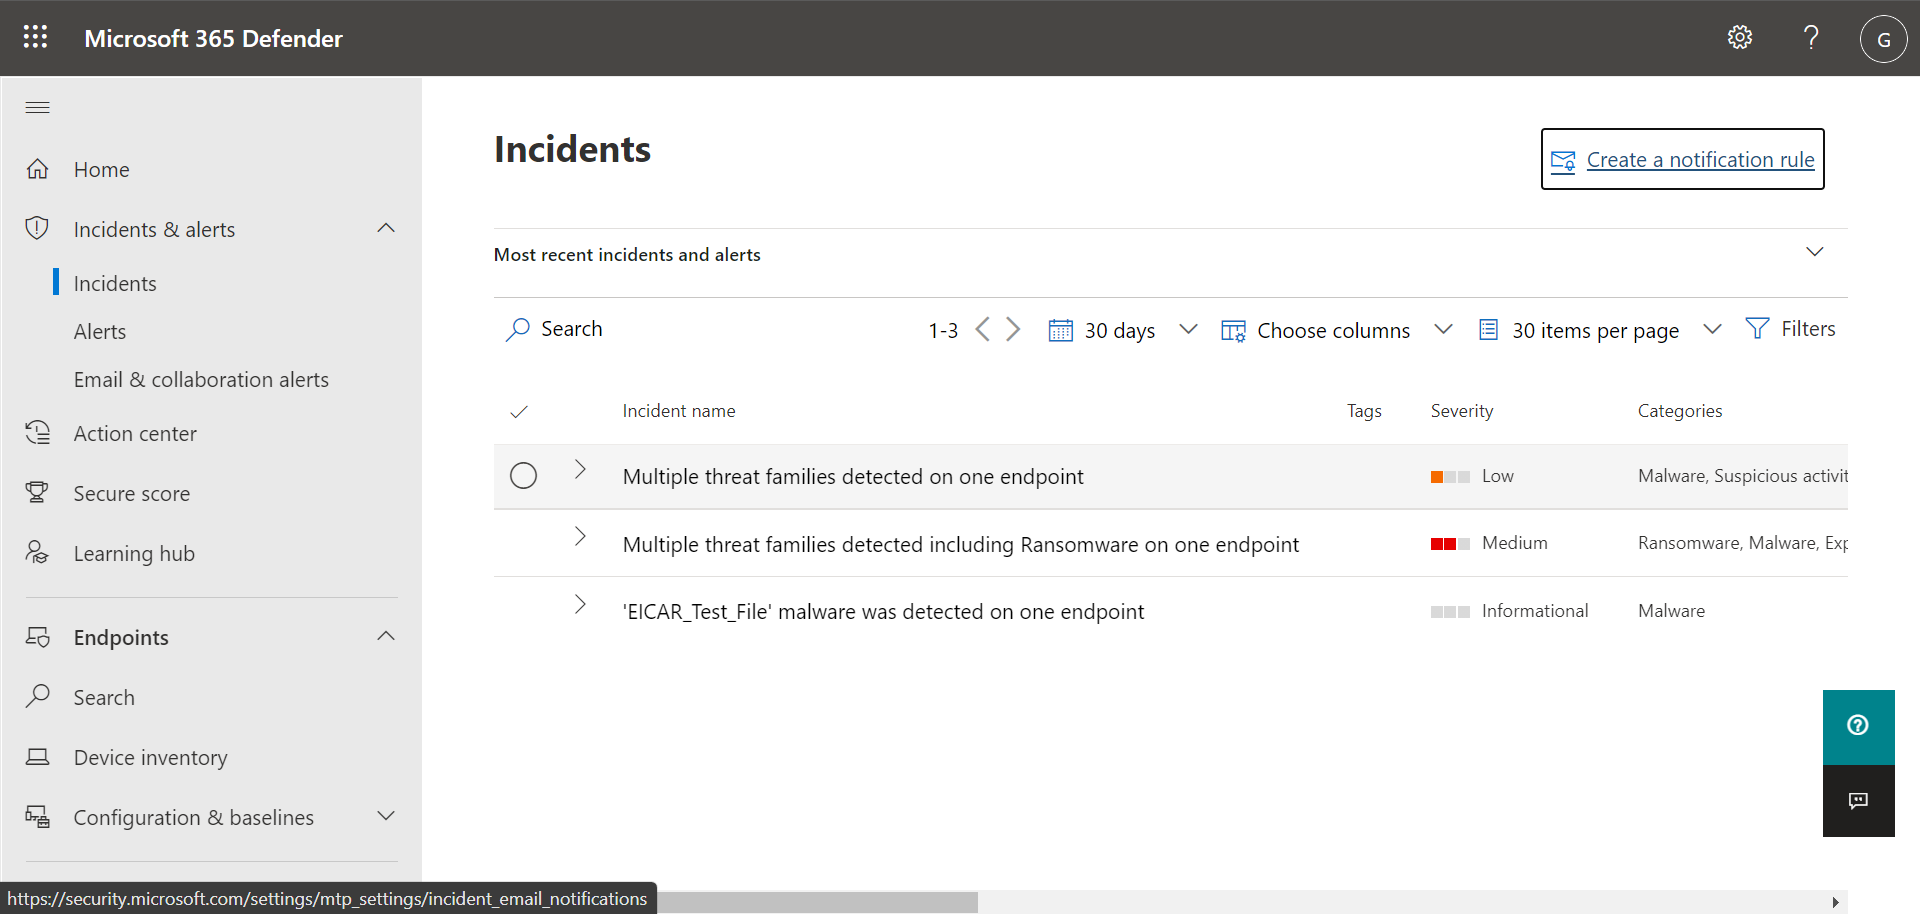 Microsoft 365 Defender
G
Home
Incidents & alerts
Incidents
Alerts
Email & collaboration alerts
Action center
Secure score
Learning hub
Endpoints
Search
Device inventory
Configuration & baselines
https://security.microsoft.com/settings/mtp_settings/incident_email_notifications
Incidents
Create a notification rule
Most recent incidents and alerts
Search 1-3 30 days Choose columns 30 items per page Filters
Incident name Tags Severity Categories
Multiple threat families detected on one endpoint Low Malware, Suspicious activit
Multiple threat families detected including Ransomware on one endpoint Medium Ransomware, Malware, Exp
'EICAR_Test_File' malware was detected on one endpoint Informational Malware